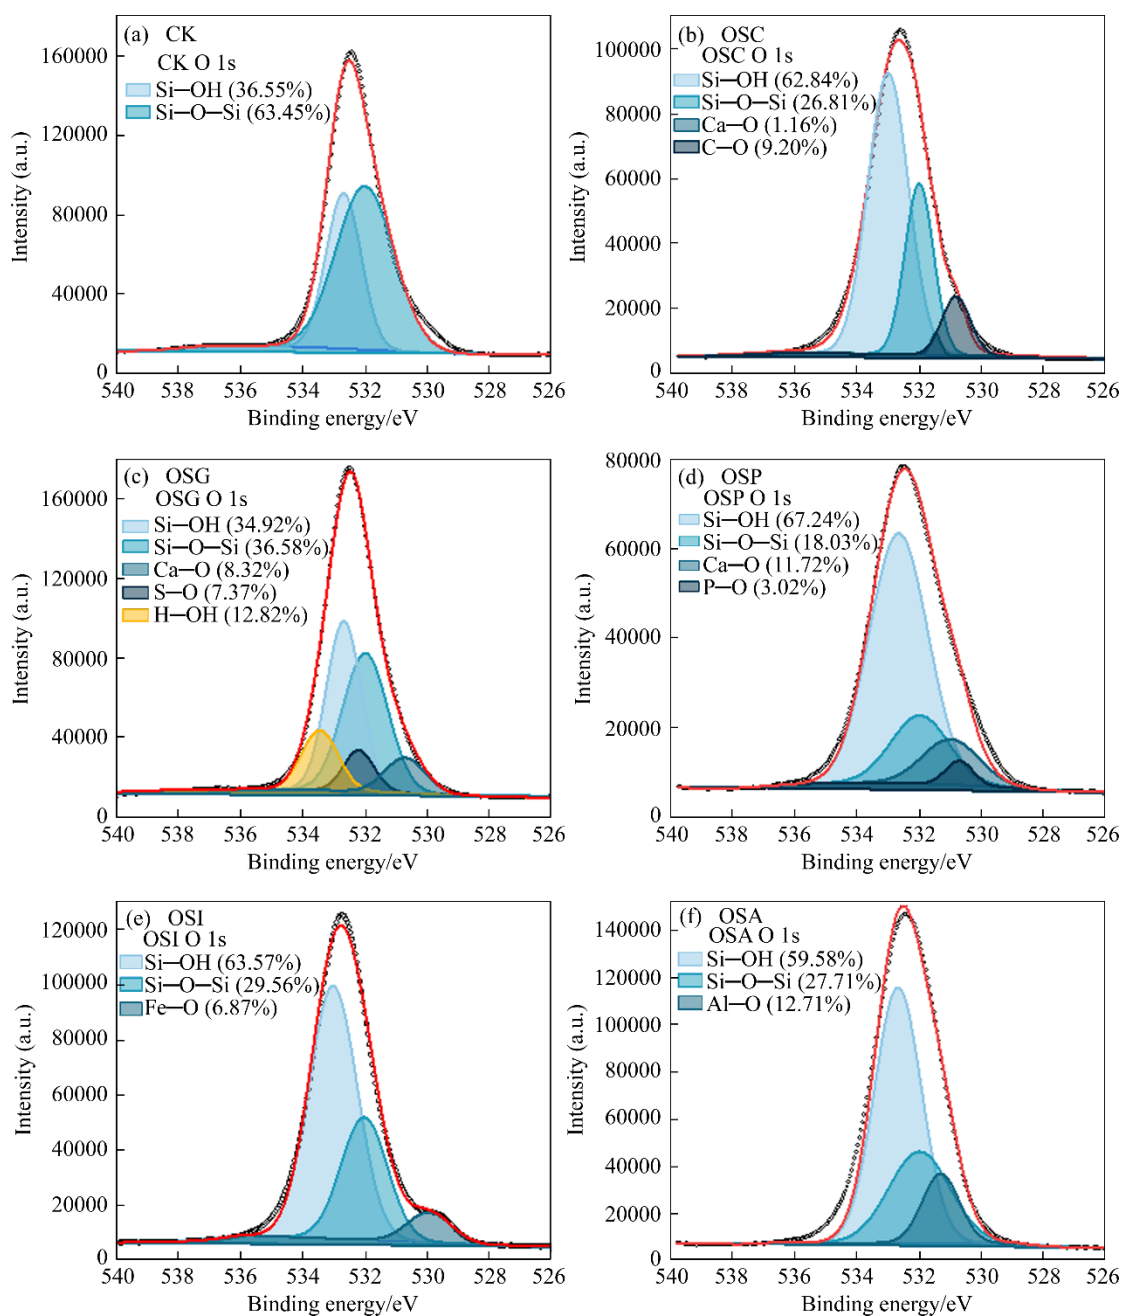 (a) CK
CK O 1s
Si—OH (36.55%)
Si—O—Si (63.45%)
160000
120000
80000
40000
0
Intensity (a.u.)
540 538 536 534 532 530 528 526
Binding energy/eV
(b) OSC
OSC O 1s
Si—OH (62.84%)
Si—O—Si (26.81%)
Ca—O (1.16%)
C—O (9.20%)
100000
80000
60000
40000
20000
0
Intensity (a.u.)
540 538 536 534 532 530 528 526
Binding energy/eV
(c) OSG
OSG O 1s
Si—OH (34.92%)
Si—O—Si (36.58%)
Ca—O (8.32%)
S—O (7.37%)
H—OH (12.82%)
160000
120000
80000
40000
0
Intensity (a.u.)
540 538 536 534 532 530 528 526
Binding energy/eV
(d) OSP
OSP O 1s
Si—OH (67.24%)
Si—O—Si (18.03%)
Ca—O (11.72%)
P—O (3.02%)
80000
60000
40000
20000
0
Intensity (a.u.)
540 538 536 534 532 530 528 526
Binding energy/eV
(e) OSI
OSI O 1s
Si—OH (63.57%)
Si—O—Si (29.56%)
Fe—O (6.87%)
120000
100000
80000
60000
40000
20000
0
Intensity (a.u.)
540 538 536 534 532 530 528 526
Binding energy/eV
(f) OSA
OSA O 1s
Si—OH (59.58%)
Si—O—Si (27.71%)
Al—O (12.71%)
140000
120000
100000
80000
60000
40000
20000
0
Intensity (a.u.)
540 538 536 534 532 530 528 526
Binding energy/eV